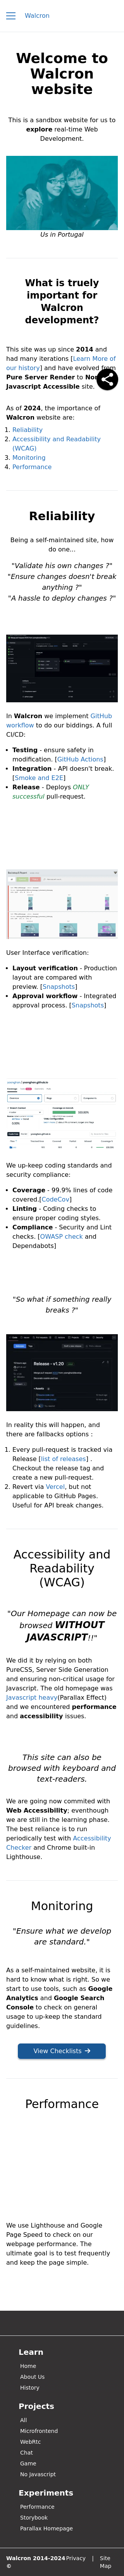 Walcron
Welcome to
Walcron
website
This is a sandbox website for us to
explore real-time Web
Development.
Us in Portugal
What is truely
important for
Walcron
development?
This site was up since 2014 and
had many iterations [Learn More of
our history] and have evolved from
Pure Server Render to
Javascript Accessible site.
As of 2024, the importance of
Walcron website are:
1. Reliability
2. Accessibility and Readability
(WCAG)
3. Monitoring
4. Performance
Reliability
Being a self-maintained site, how
do one...
"Validate his own changes ?"
"Ensure changes doesn't break
anything ?"
"A hassle to deploy changes ?"
In Walcron we implement GitHub
workflow to do our biddings. A full
CI/CD:
• Testing - ensure safety in
modification. [GitHub Actions]
• Integration - API doesn't break.
[Smoke and E2E]
• Release - Deploys ONLY
successful pull-request.
User Interface verification:
• Layout verification - Production
layout are compared with
preview. [Snapshots]
• Approval workflow - Integrated
approval process. [Snapshots]
We up-keep coding standards and
security compliance:
• Coverage - 99.9% lines of code
covered.[CodeCov]
• Linting - Coding checks to
ensure proper coding styles.
• Compliance - Security and Lint
checks. [OWASP check and
Dependabots]
"So what if something really
breaks ?"
Release - v1.20
In reality this will happen, and
there are fallbacks options :
1. Every pull-request is tracked via
Release [list of releases] .
Checkout the release tag and
create a new pull-request.
2. Revert via Vercel, but not
applicable to GitHub Pages.
Useful for API break changes.
Accessibility and
Readability
(WCAG)
"Our Homepage can now be
browsed WITHOUT
JAVASCRIPT!!"
We did it by relying on both
PureCSS, Server Side Generation
and ensuring non-critical usage for
Javascript. The old homepage was
Javascript heavy(Parallax Effect)
and we encountered performance
and accessibility issues.
This site can also be
browsed with keyboard and
text-readers.
We are going now commited with
Web Accessibility; eventhough
we are still in the learning phase.
The best reliance is to run
periodically test with Accessibility
Checker and Chrome built-in
Lighthouse.
Monitoring
"Ensure what we develop
are standard."
As a self-maintained website, it is
hard to know what is right. So we
start to use tools, such as Google
Analytics and Google Search
Console to check on general
usage to up-keep the standard
guidelines.
View Checklists →
Performance
We use Lighthouse and Google
Page Speed to check on our
webpage performance. The
ultimate goal is to test frequently
and keep the page simple.
Learn
Home
About Us
History
Projects
All
Microfrontend
WebRtc
Chat
Game
No Javascript
Experiments
Performance
Storybook
Parallax Homepage
Walcron 2014-2024 Privacy | Site
© Map